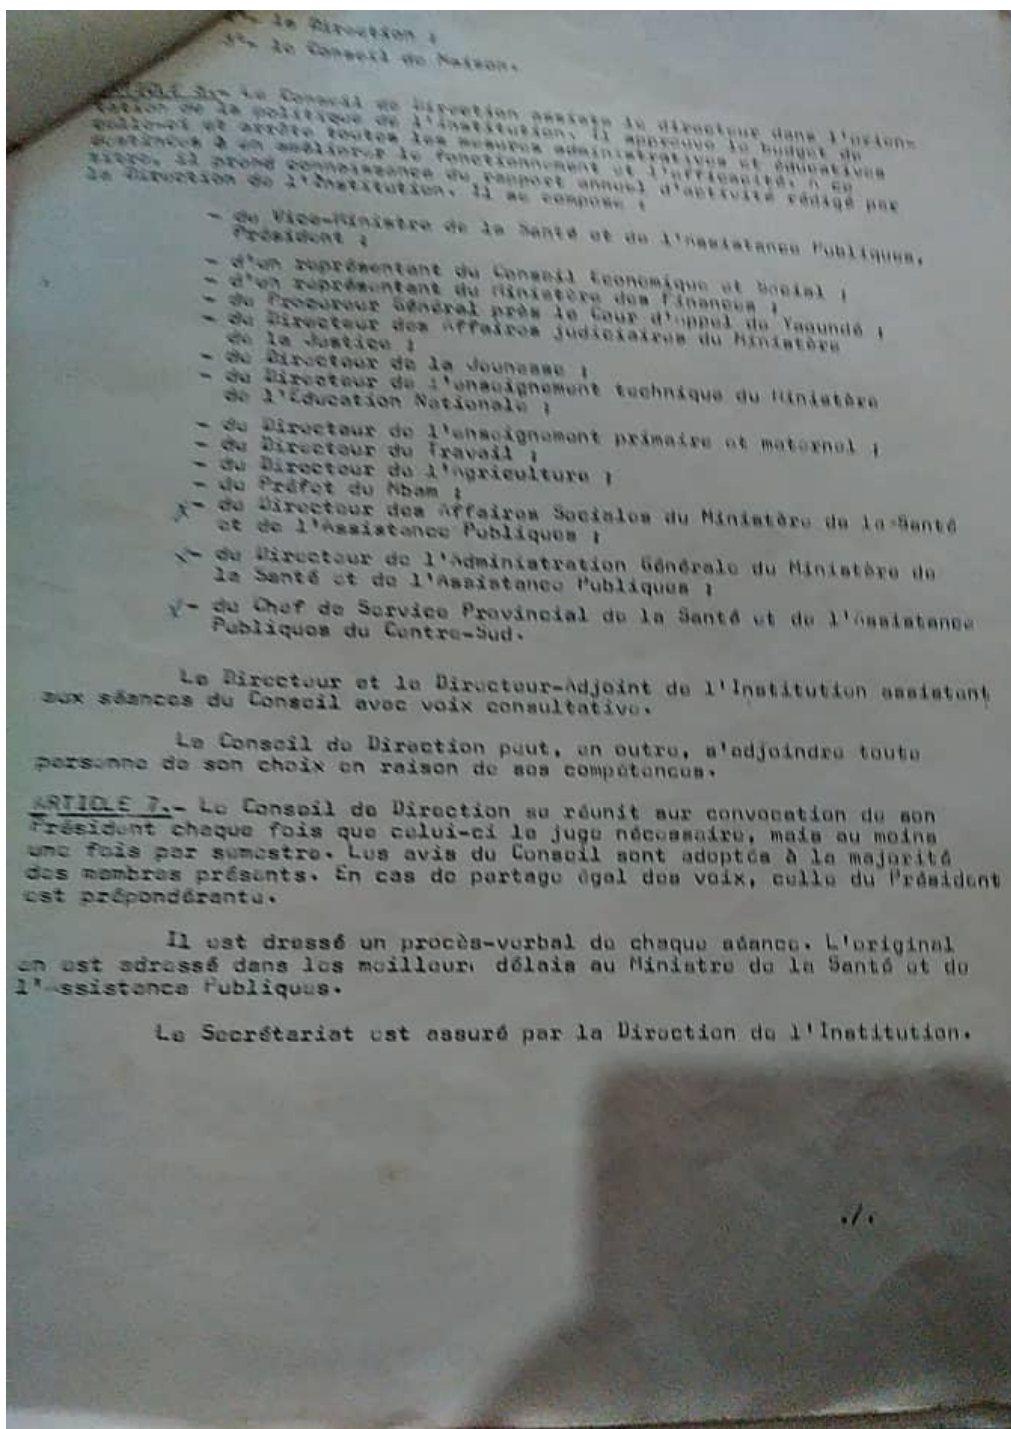 la Direction ;
3°- le Conseil de Maison.
ARTICLE 6.- Le Conseil de Direction assiste le directeur dans l'orien-
tation de la politique de l'institution. Il approuve le budget de
celle-ci et arrête toutes les mesures administratives et éducatives
à en améliorer le fonctionnement et l'efficacité. A ce
titre, il prend connaissance du rapport annuel d'activité rédigé par
la Direction de l'Institution. Il se compose :
- du Vice-Ministre de la Santé et de l'Assistance Publiques,
Président ;
- d'un représentant du Conseil Economique et Social ;
- d'un représentant du Ministère des Finances ;
- du Procureur Général près la Cour d'Appel de Yaoundé ;
- du Directeur des Affaires judiciaires du Ministère
de la Justice ;
- du Directeur de la Jeunesse ;
- du Directeur de l'enseignement technique du Ministère
de l'Education Nationale ;
- du Directeur de l'enseignement primaire et maternel ;
- du Directeur du Travail ;
- du Directeur de l'Agriculture ;
- du Préfet du Mbam ;
- du Directeur des Affaires Sociales du Ministère de la Santé
et de l'Assistance Publiques ;
- du Directeur de l'Administration Générale du Ministère de
la Santé et de l'Assistance Publiques ;
- du Chef de Service Provincial de la Santé et de l'Assistance
Publiques du Centre-Sud.
Le Directeur et le Directeur-Adjoint de l'Institution assistent
aux séances du Conseil avec voix consultative.
Le Conseil de Direction peut, en outre, s'adjoindre toute
personne de son choix en raison de ses compétences.
ARTICLE 7.- Le Conseil de Direction se réunit sur convocation de son
Président chaque fois que celui-ci le juge nécessaire, mais au moins
une fois par semestre. Les avis du Conseil sont adoptés à la majorité
des membres présents. En cas de partage égal des voix, celle du Président
est prépondérante.
Il est dressé un procès-verbal de chaque séance. L'original
en est adressé dans les meilleurs délais au Ministre de la Santé et de
l'Assistance Publiques.
Le Secrétariat est assuré par la Direction de l'Institution.
./.